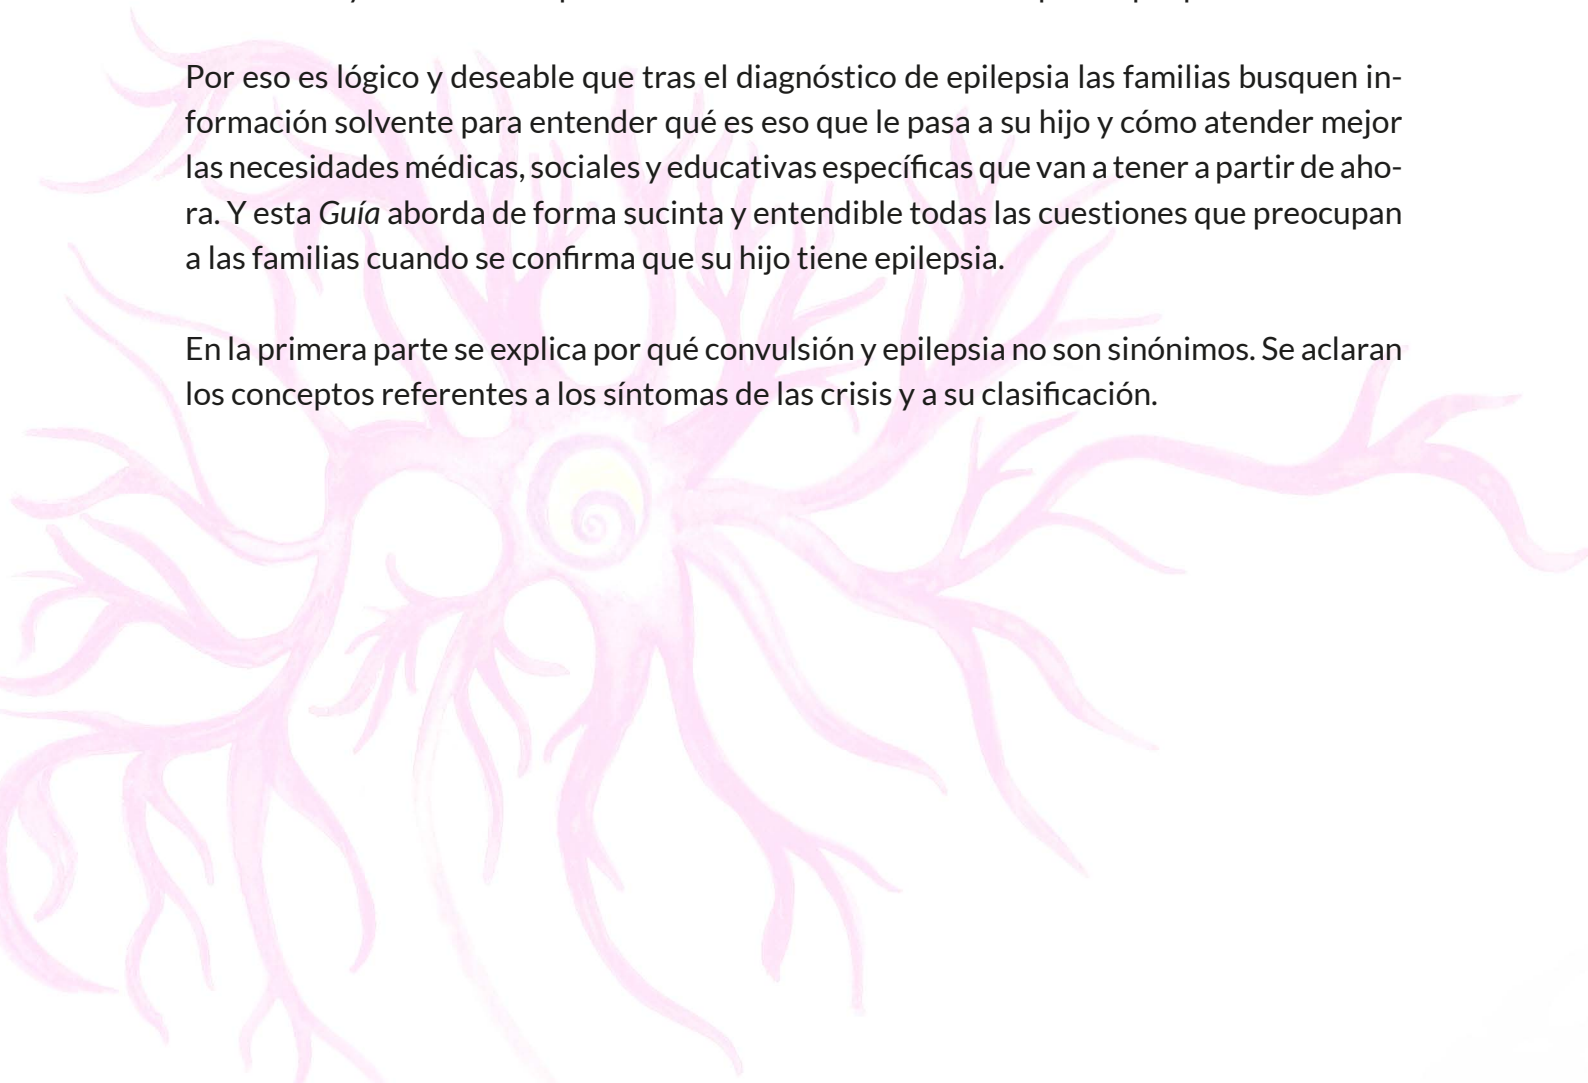 Por eso es lógico y deseable que tras el diagnóstico de epilepsia las familias busquen in-
formación solvente para entender qué es eso que le pasa a su hijo y cómo atender mejor
las necesidades médicas, sociales y educativas específicas que van a tener a partir de aho-
ra. Y esta Guía aborda de forma sucinta y entendible todas las cuestiones que preocupan
a las familias cuando se confirma que su hijo tiene epilepsia.
En la primera parte se explica por qué convulsión y epilepsia no son sinónimos. Se aclaran
los conceptos referentes a los síntomas de las crisis y a su clasificación.